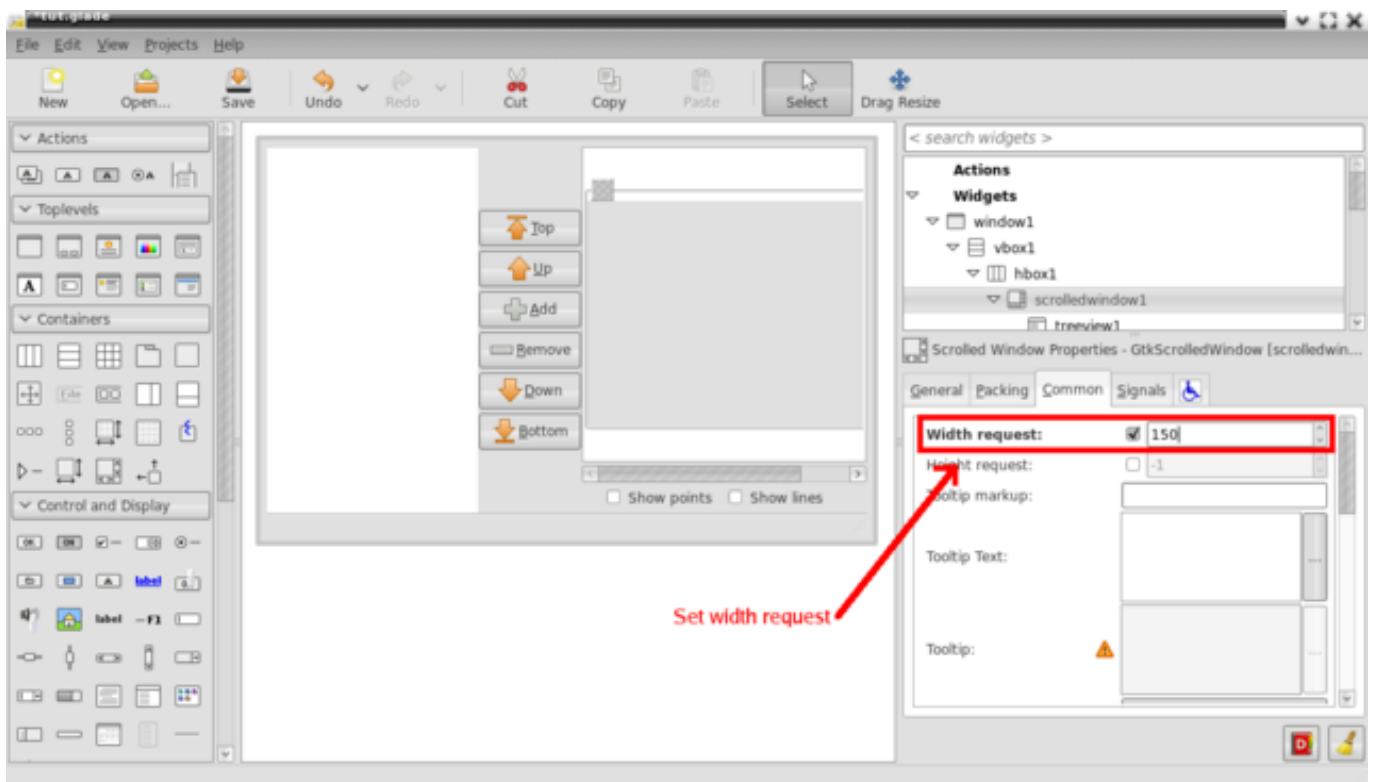 *tut.glade
File Edit View Projects Help
New Open... Save Undo Redo Cut Copy Paste Select Drag Resize
Actions
Toplevels
Containers
File
Control and Display
label
label
Top
Up
Add
Remove
Down
Bottom
Show points Show lines
Set width request
< search widgets >
Actions
Widgets
window1
vbox1
hbox1
scrolledwindow1
treeview1
Scrolled Window Properties - GtkScrolledWindow [scrolledwin...
General Packing Common Signals
Width request: 150
Height request: -1
Tooltip markup:
Tooltip Text:
...
Tooltip:
...